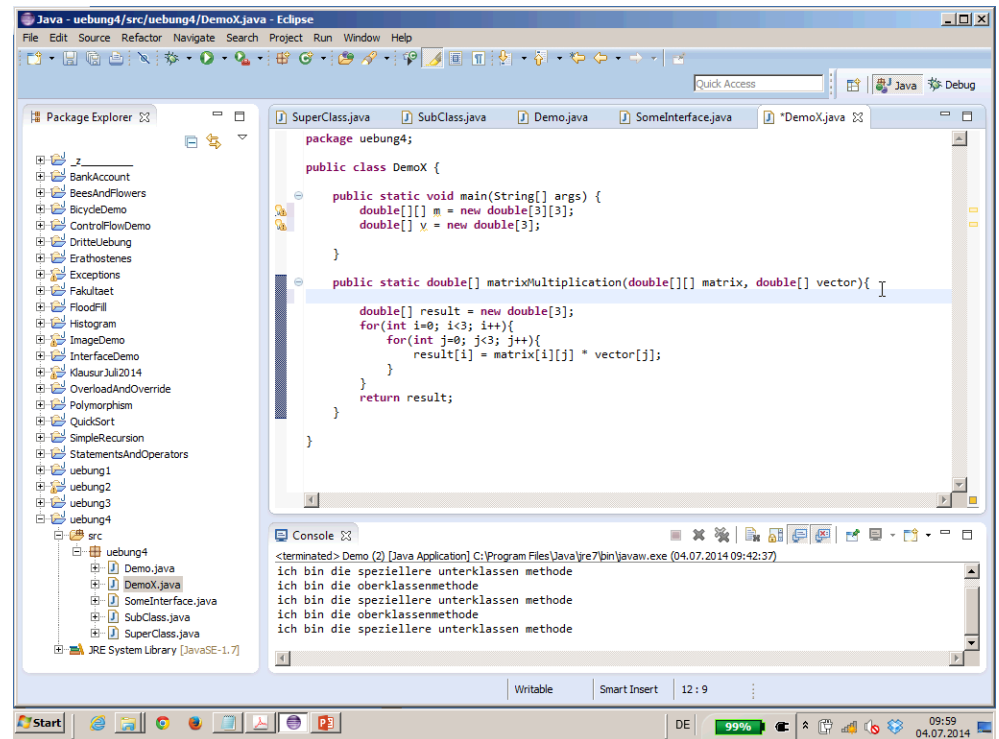 Java - uebung4/src/uebung4/DemoX.java - Eclipse
File Edit Source Refactor Navigate Search Project Run Window Help
Quick Access
Java
Debug
Package Explorer
_z_________
BankAccount
BeesAndFlowers
BicycleDemo
ControlFlowDemo
DritteUebung
Erathostenes
Exceptions
Fakultaet
FloodFill
Histogram
ImageDemo
InterfaceDemo
KlausurJuli2014
OverloadAndOverride
Polymorphism
QuickSort
SimpleRecursion
StatementsAndOperators
uebung1
uebung2
uebung3
uebung4
src
uebung4
Demo.java
DemoX.java
SomeInterface.java
SubClass.java
SuperClass.java
JRE System Library [JavaSE-1.7]
SuperClass.java SubClass.java Demo.java SomeInterface.java *DemoX.java
package uebung4;
public class DemoX {
public static void main(String[] args) {
double[][] m = new double[3][3];
double[] v = new double[3];
}
public static double[] matrixMultiplication(double[][] matrix, double[] vector){
double[] result = new double[3];
for(int i=0; i<3; i++){
for(int j=0; j<3; j++){
result[i] = matrix[i][j] * vector[j];
}
}
return result;
}
}
Console
<terminated> Demo (2) [Java Application] C:\Program Files\Java\jre7\bin\javaw.exe (04.07.2014 09:42:37)
ich bin die speziellere unterklassen methode
ich bin die oberklassenmethode
ich bin die speziellere unterklassen methode
ich bin die oberklassenmethode
ich bin die speziellere unterklassen methode
Writable Smart Insert 12 : 9
Start
DE
99%
09:59
04.07.2014